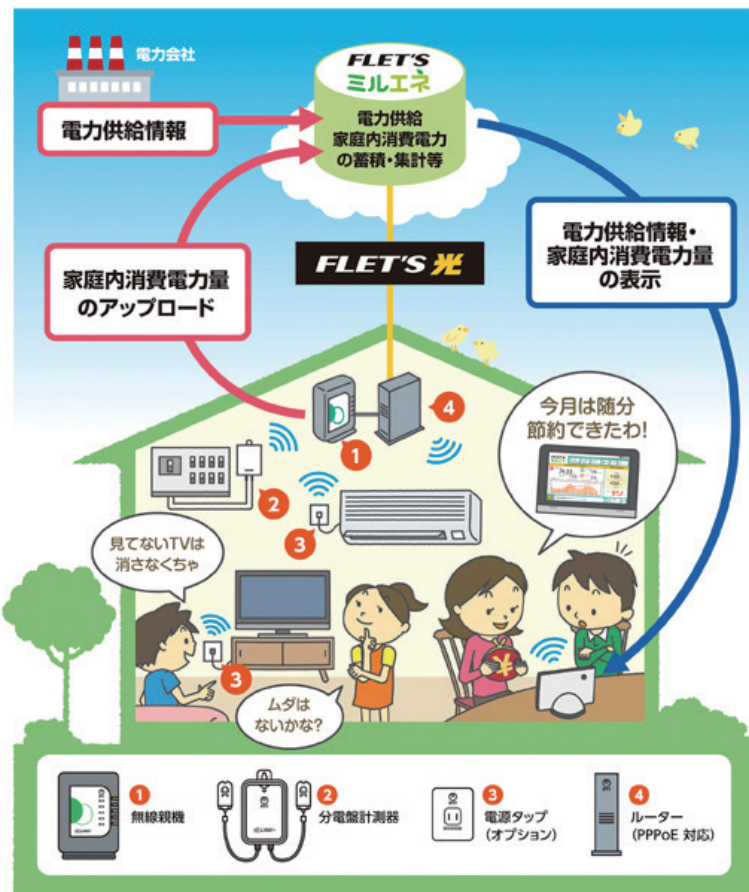 電力会社
FLET'S
ミルエネ
電力供給
家庭内消費電力
の蓄積・集計等
電力供給情報
家庭内消費電力量
のアップロード
FLET'S 光
電力供給情報・
家庭内消費電力量
の表示
1
4
2
3
今月は随分
節約できたわ!
FLET'S
ミルエネ
見てないTVは
消さなくちゃ
3
¥
ムダは
ないかな?
1
無線親機
2
分電盤計測器
3
電源タップ
(オプション)
4
ルーター
(PPPoE 対応)